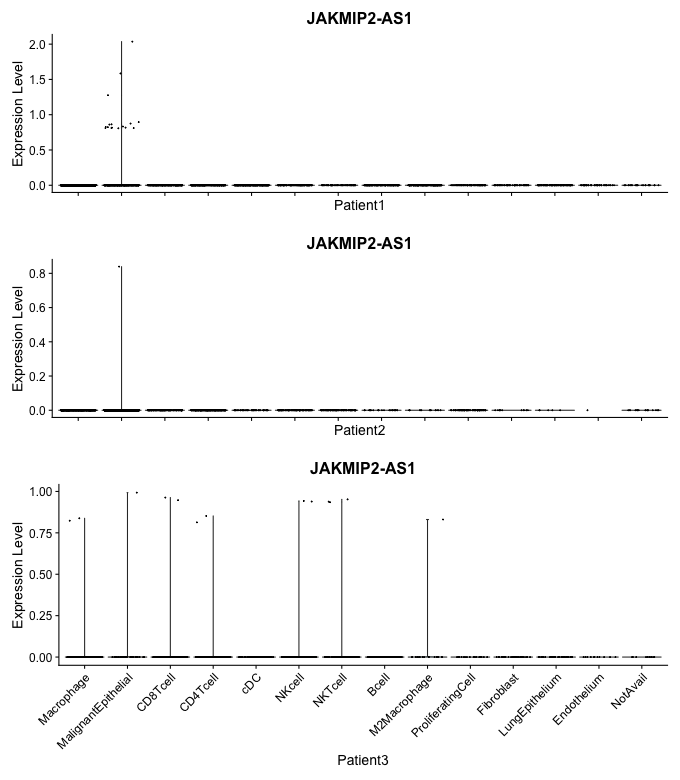 JAKMIP2-AS1
Expression Level
2.0
1.5
1.0
0.5
0.0
Patient1
JAKMIP2-AS1
Expression Level
0.8
0.6
0.4
0.2
0.0
Patient2
JAKMIP2-AS1
Expression Level
1.00
0.75
0.50
0.25
0.00
Macrophage
MalignantEpithelial
CD8Tcell
CD4Tcell
cDC
NKcell
NKTcell
Bcell
M2Macrophage
ProliferatingCell
Fibroblast
LungEpithelium
Endothelium
NotAvail
Patient3